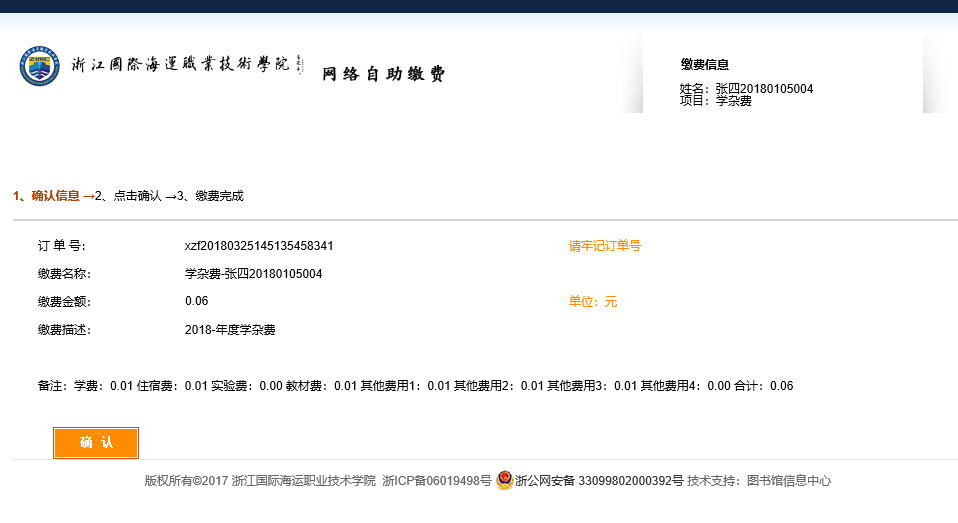 浙江国際海運職業技術學院
网络自助缴费
缴费信息
姓名：张四20180105004
项目：学杂费
1、确认信息 →2、点击确认 →3、缴费完成
订 单 号： xzf20180325145135458341 请牢记订单号
缴费名称： 学杂费-张四20180105004
缴费金额： 0.06 单位：元
缴费描述： 2018-年度学杂费
备注：学费：0.01 住宿费：0.01 实验费：0.00 教材费：0.01 其他费用1：0.01 其他费用2：0.01 其他费用3：0.01 其他费用4：0.00 合计：0.06
确 认
版权所有©2017 浙江国际海运职业技术学院 浙ICP备06019498号 浙公网安备 33099802000392号 技术支持：图书馆信息中心